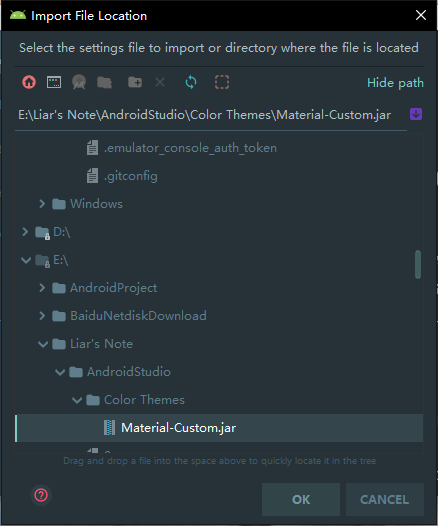 Import File Location
Select the settings file to import or directory where the file is located
Hide path
E:\Liar's Note\AndroidStudio\Color Themes\Material-Custom.jar
.emulator_console_auth_token
.gitconfig
Windows
D:\
E:\
AndroidProject
BaiduNetdiskDownload
Liar's Note
AndroidStudio
Color Themes
Material-Custom.jar
Drag and drop a file into the space above to quickly locate it in the tree
OK
CANCEL